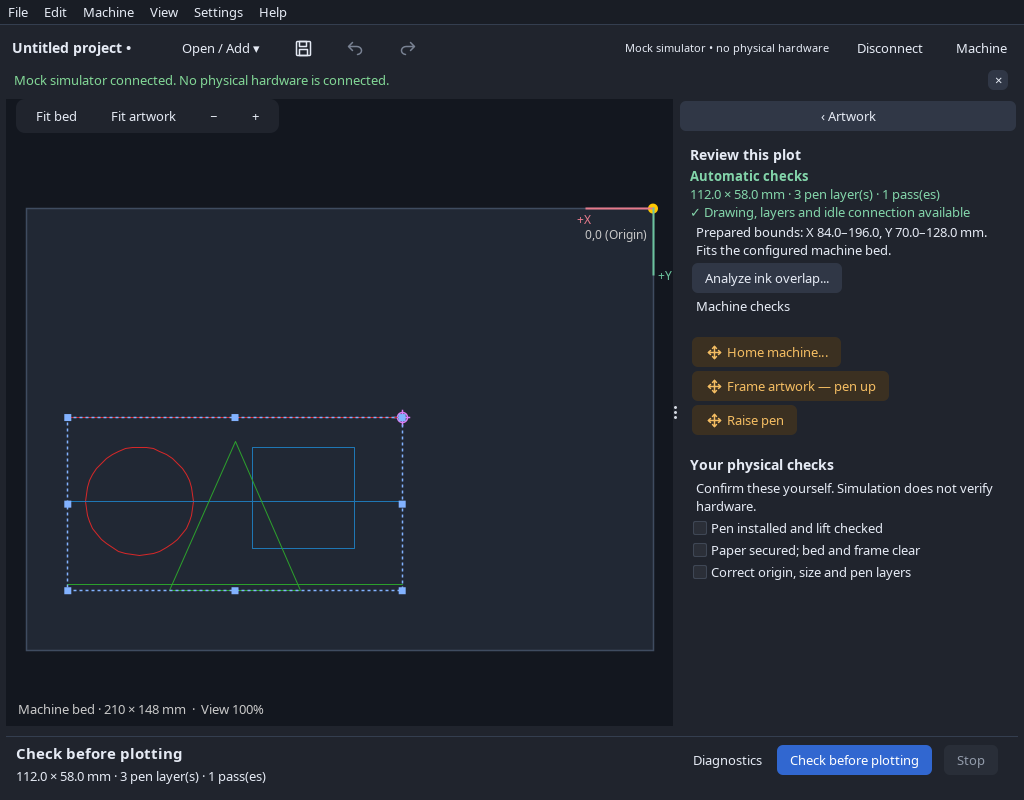 File Edit Machine View Settings Help
Untitled project • Open / Add ▾ Mock simulator • no physical hardware Disconnect Machine
Mock simulator connected. No physical hardware is connected. ×
Fit bed Fit artwork − +
+X
0,0 (Origin)
+Y
Machine bed · 210 × 148 mm · View 100%
‹ Artwork
Review this plot
Automatic checks
112.0 × 58.0 mm · 3 pen layer(s) · 1 pass(es)
✓ Drawing, layers and idle connection available
Prepared bounds: X 84.0–196.0, Y 70.0–128.0 mm.
Fits the configured machine bed.
Analyze ink overlap...
Machine checks
Home machine...
Frame artwork — pen up
Raise pen
Your physical checks
Confirm these yourself. Simulation does not verify
hardware.
Pen installed and lift checked
Paper secured; bed and frame clear
Correct origin, size and pen layers
Check before plotting
112.0 × 58.0 mm · 3 pen layer(s) · 1 pass(es)
Diagnostics Check before plotting Stop